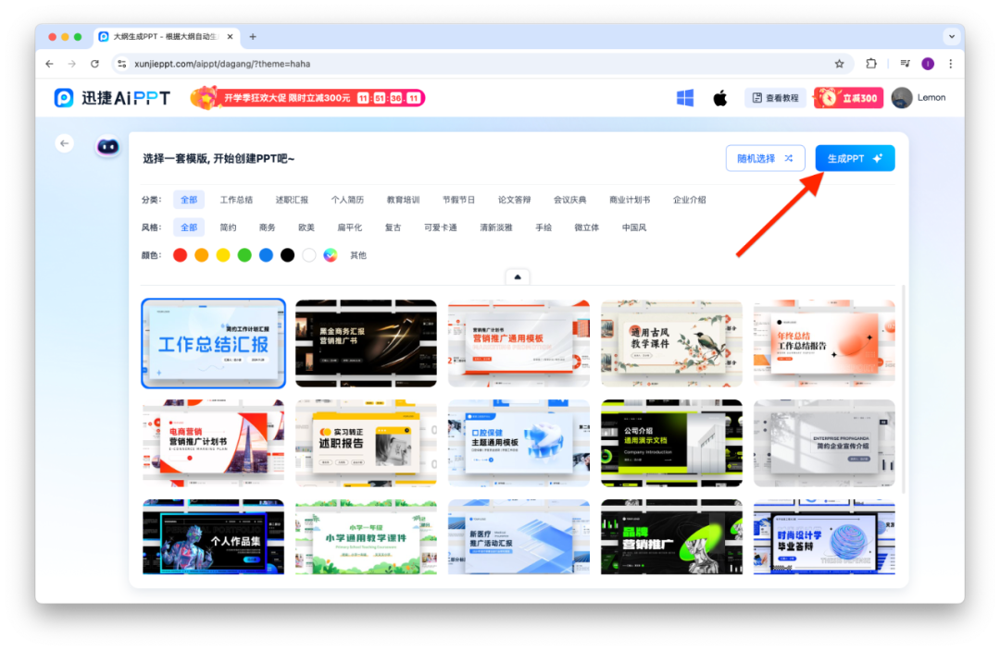 大纲生成PPT - 根据大纲自动生
xunjieppt.com/aippt/dagang/?theme=haha
迅捷AiPPT
开学季狂欢大促 限时立减300元 11:51:36.11
查看教程
立减300
Lemon
选择一套模版, 开始创建PPT吧~
随机选择
生成PPT
分类: 全部 工作总结 述职汇报 个人简历 教育培训 节假节日 论文答辩 会议庆典 商业计划书 企业介绍
风格: 全部 简约 商务 欧美 扁平化 复古 可爱卡通 清新淡雅 手绘 微立体 中国风
颜色: 其他
简约工作计划汇报
工作总结汇报
黑金商务汇报
营销推广书
营销推广计划书
营销推广通用模板
通用古风
教学课件
年终总结
工作总结报告
电商营销
营销推广计划书
E-COMMERCE MARKING PLAN
实习转正
述职报告
口腔保健
主题通用模板
公司介绍
通用演示文档
Company Introduction
ENTERPRISE PROPAGANDA
简约企业宣传介绍
个人作品集
小学一年级
小学通用教学课件
Primary School Teaching Courseware
新医疗
推广活动汇报
品牌
营销推广
时尚设计学
毕业答辩